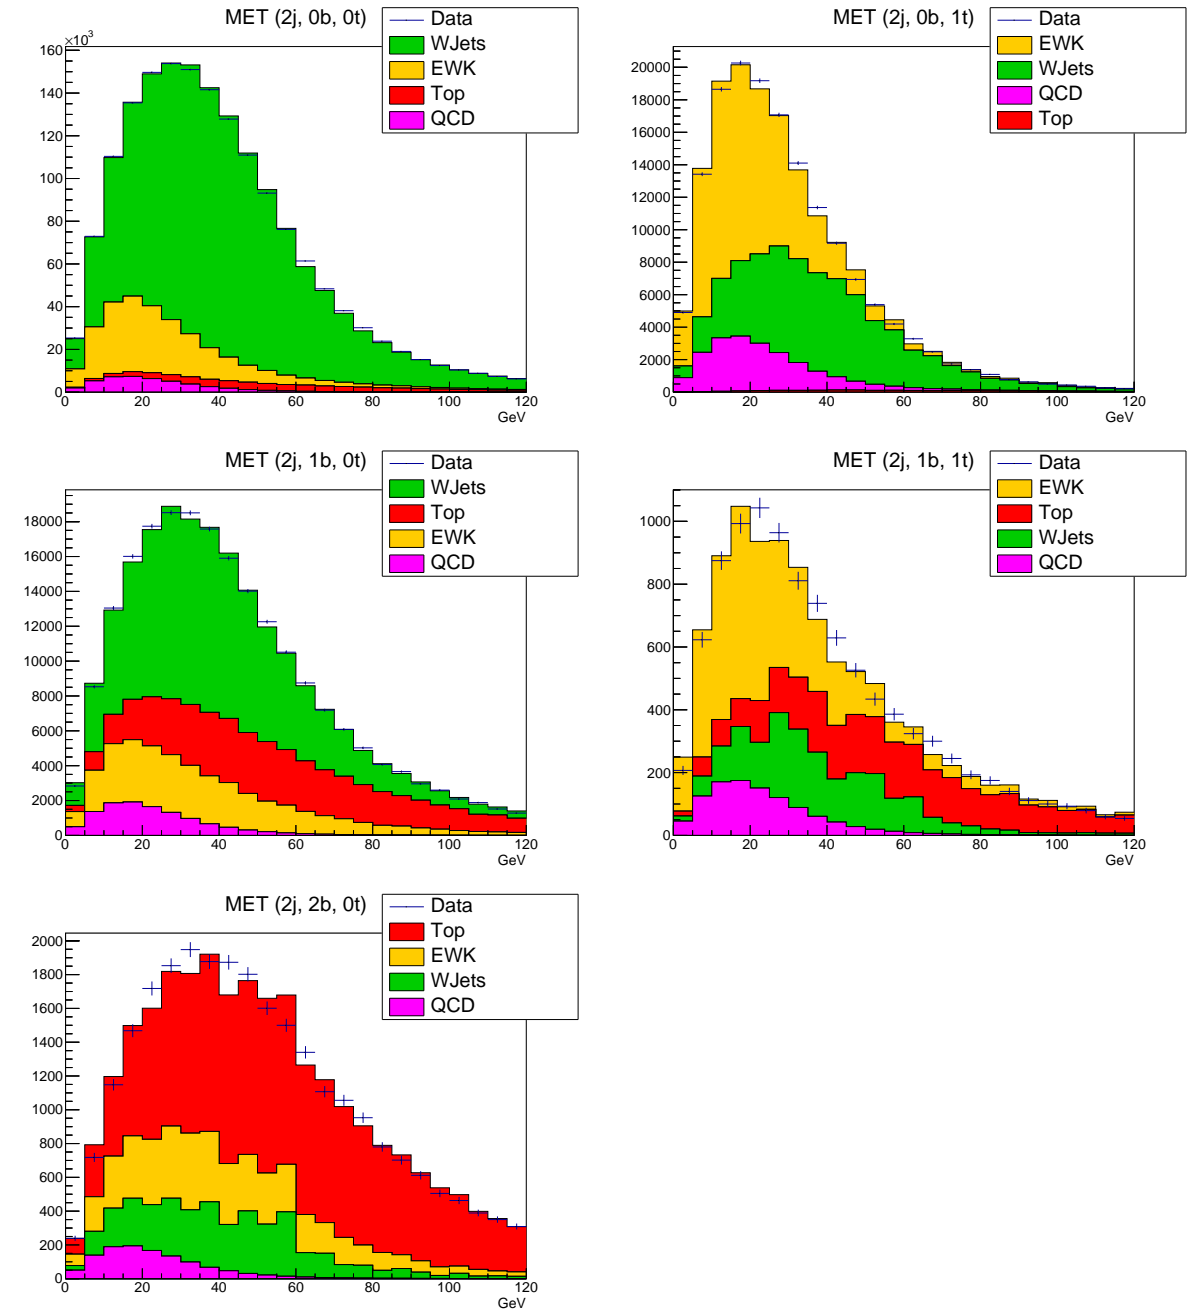 MET (2j, 0b, 0t)
Data
WJets
EWK
Top
QCD
×10³
160
140
120
100
80
60
40
20
0
0 20 40 60 80 100 120
GeV
MET (2j, 0b, 1t)
Data
EWK
WJets
QCD
Top
20000
18000
16000
14000
12000
10000
8000
6000
4000
2000
0
0 20 40 60 80 100 120
GeV
MET (2j, 1b, 0t)
Data
WJets
Top
EWK
QCD
18000
16000
14000
12000
10000
8000
6000
4000
2000
0
0 20 40 60 80 100 120
GeV
MET (2j, 1b, 1t)
Data
EWK
Top
WJets
QCD
1000
800
600
400
200
0
0 20 40 60 80 100 120
GeV
MET (2j, 2b, 0t)
Data
Top
EWK
WJets
QCD
2000
1800
1600
1400
1200
1000
800
600
400
200
0
0 20 40 60 80 100 120
GeV